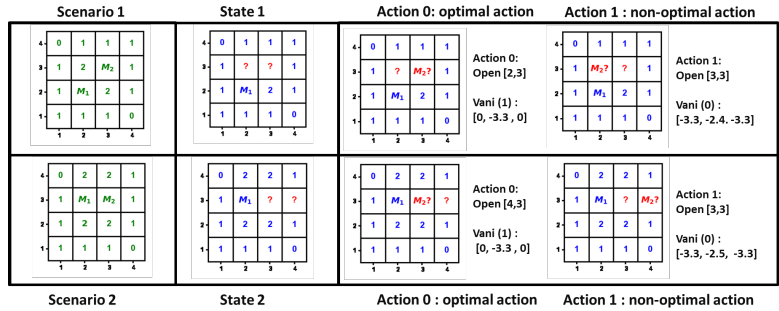 Scenario 1 State 1 Action 0: optimal action Action 1 : non-optimal action
4 0 1 1 1
3 1 2 M₂ 1
2 1 M₁ 2 1
1 1 1 1 0
1 2 3 4
4 0 1 1 1
3 1 ? ? 1
2 1 M₁ 2 1
1 1 1 1 0
1 2 3 4
4 0 1 1 1
3 1 ? M₂? 1
2 1 M₁ 2 1
1 1 1 1 0
1 2 3 4
Action 0:
Open [2,3]
Vani (1) :
[0, -3.3 , 0]
4 0 1 1 1
3 1 M₂? ? 1
2 1 M₁ 2 1
1 1 1 1 0
1 2 3 4
Action 1:
Open [3,3]
Vani (0) :
[-3.3, -2.4. -3.3]
4 0 2 2 1
3 1 M₁ M₂ 1
2 1 2 2 1
1 1 1 1 0
1 2 3 4
4 0 2 2 1
3 1 M₁ ? ?
2 1 2 2 1
1 1 1 1 0
1 2 3 4
4 0 2 2 1
3 1 M₁ M₂? ?
2 1 2 2 1
1 1 1 1 0
1 2 3 4
Action 0:
Open [4,3]
Vani (1) :
[0, -3.3 , 0]
4 0 2 2 1
3 1 M₁ ? M₂?
2 1 2 2 1
1 1 1 1 0
1 2 3 4
Action 1:
Open [3,3]
Vani (0) :
[-3.3, -2.5, -3.3]
Scenario 2 State 2 Action 0 : optimal action Action 1 : non-optimal action